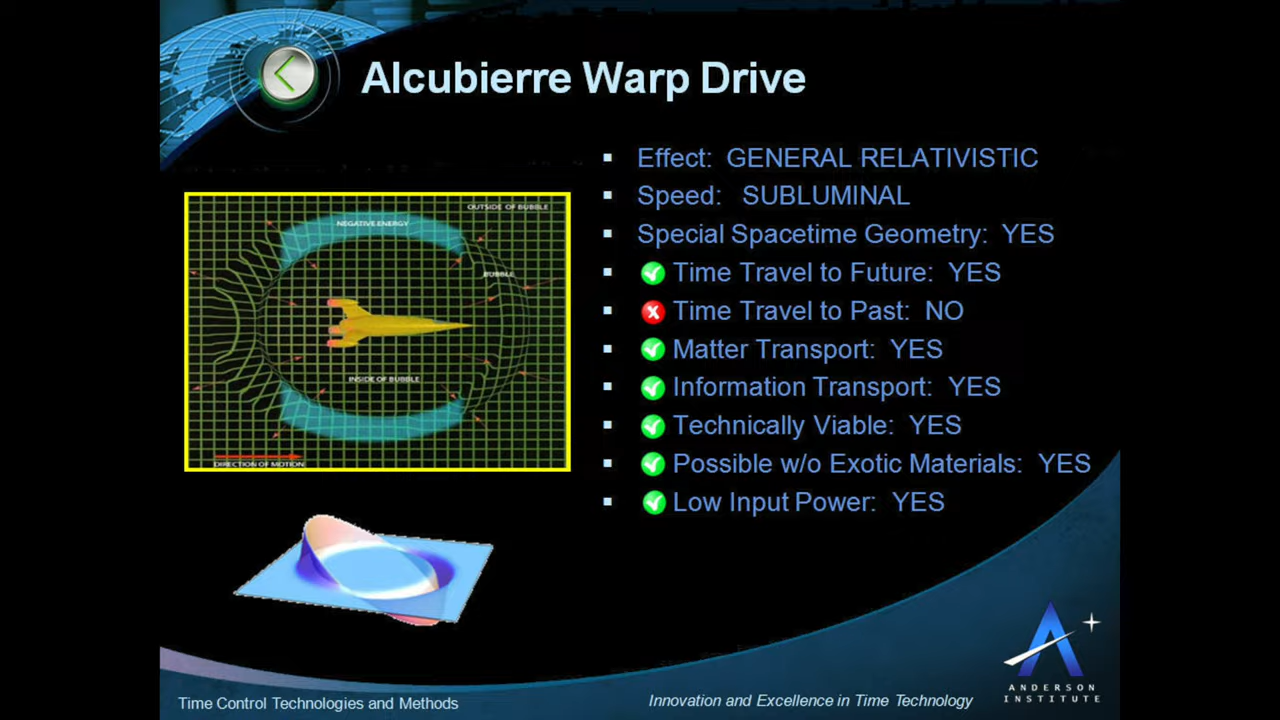 Alcubierre Warp Drive
Effect: GENERAL RELATIVISTIC
Speed: SUBLUMINAL
Special Spacetime Geometry: YES
Time Travel to Future: YES
Time Travel to Past: NO
Matter Transport: YES
Information Transport: YES
Technically Viable: YES
Possible w/o Exotic Materials: YES
Low Input Power: YES
OUTSIDE OF BUBBLE
NEGATIVE ENERGY
BUBBLE
INSIDE OF BUBBLE
DIRECTION OF MOTION
Time Control Technologies and Methods
Innovation and Excellence in Time Technology
ANDERSON
INSTITUTE